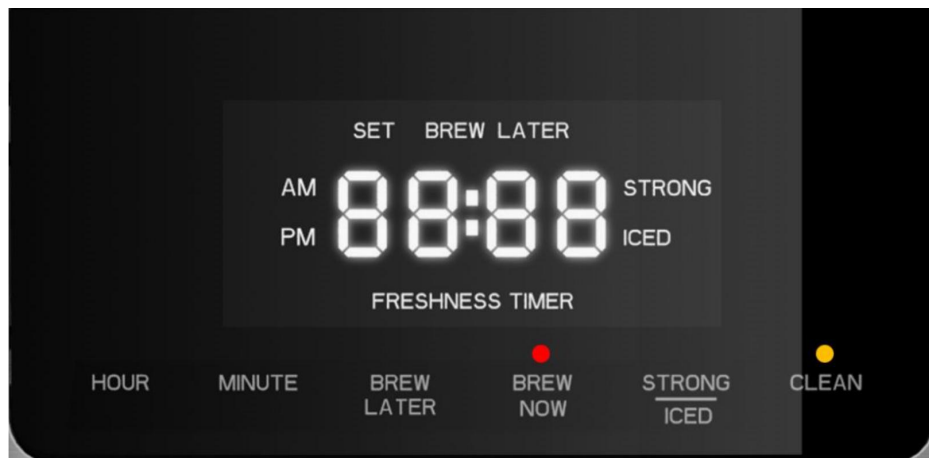 SET BREW LATER
AM 88:88 STRONG
PM ICED
FRESHNESS TIMER
HOUR MINUTE BREW LATER BREW NOW STRONG ICED CLEAN